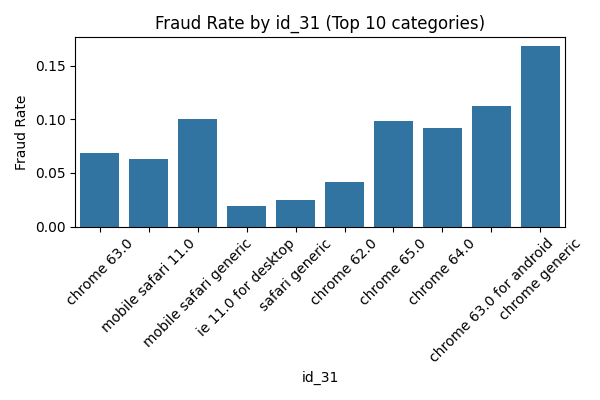 Fraud Rate by id_31 (Top 10 categories)
Fraud Rate
0.15
0.10
0.05
0.00
chrome 63.0
mobile safari 11.0
mobile safari generic
ie 11.0 for desktop
safari generic
chrome 62.0
chrome 65.0
chrome 64.0
chrome 63.0 for android
chrome generic
id_31